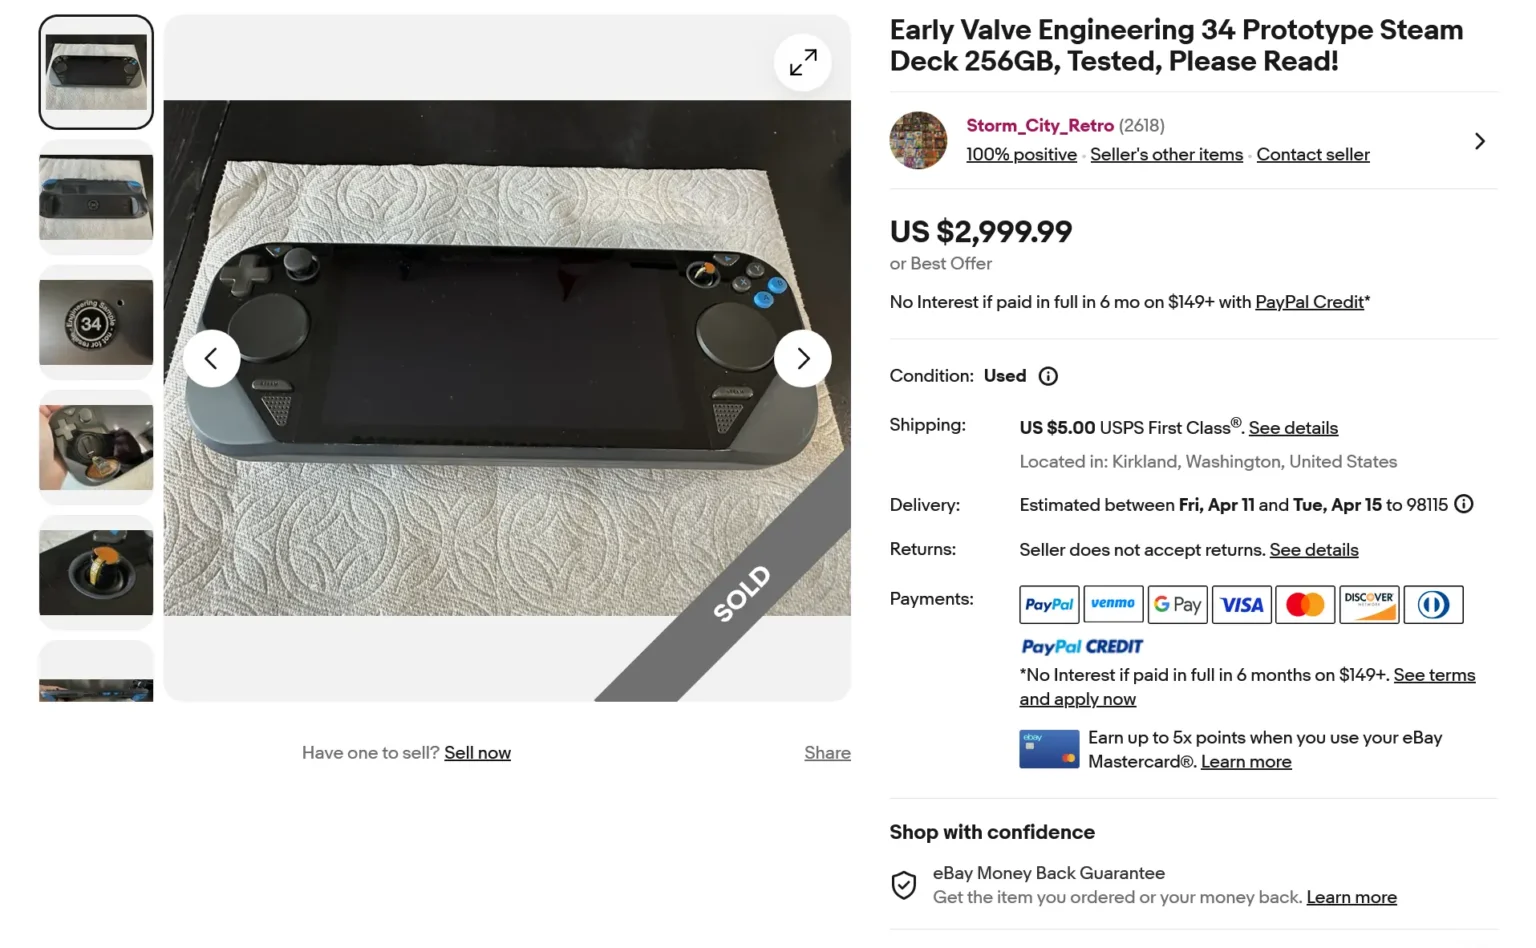 Early Valve Engineering 34 Prototype Steam
Deck 256GB, Tested, Please Read!
Storm_City_Retro (2618)
100% positive · Seller's other items · Contact seller
US $2,999.99
or Best Offer
No Interest if paid in full in 6 mo on $149+ with PayPal Credit*
Condition: Used
Shipping: US $5.00 USPS First Class®. See details
Located in: Kirkland, Washington, United States
Delivery: Estimated between Fri, Apr 11 and Tue, Apr 15 to 98115
Returns: Seller does not accept returns. See details
Payments: PayPal venmo G Pay VISA DISCOVER
PayPal CREDIT
*No Interest if paid in full in 6 months on $149+. See terms
and apply now
ebay
Earn up to 5x points when you use your eBay
Mastercard®. Learn more
Shop with confidence
eBay Money Back Guarantee
Get the item you ordered or your money back. Learn more
Engineering Sample - not for resale
34
SOLD
Have one to sell? Sell now
Share